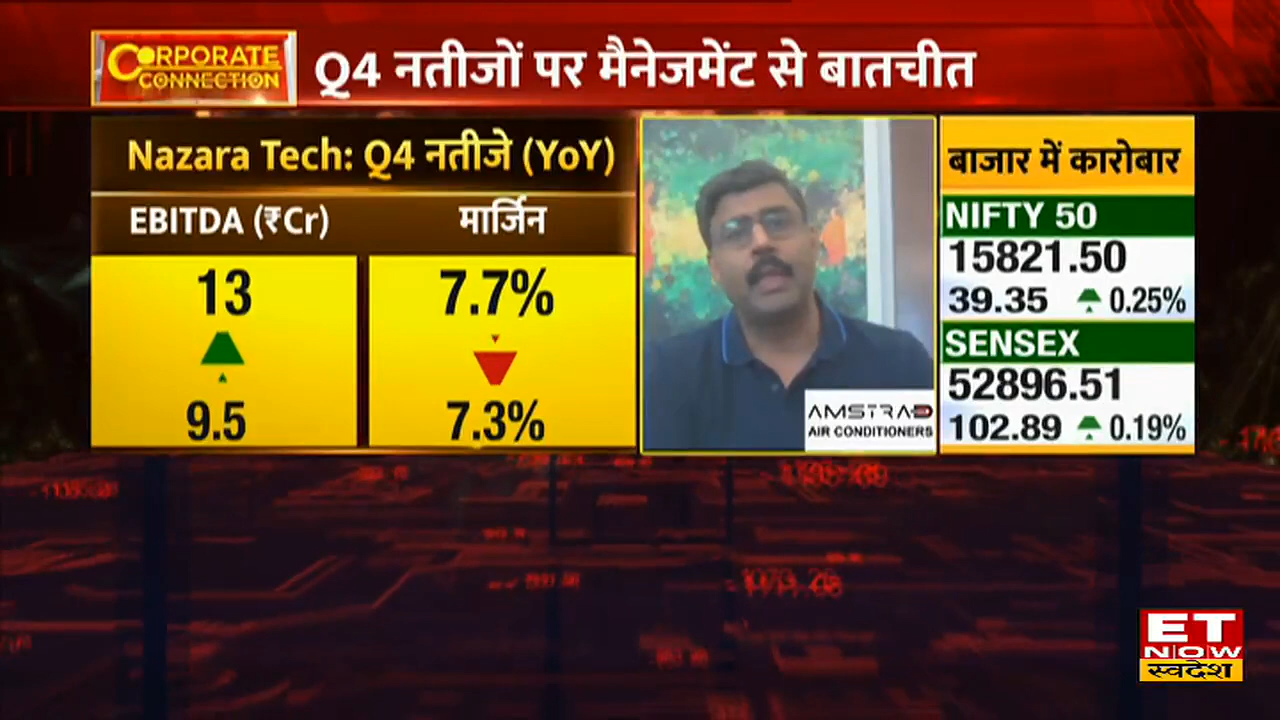 CORPORATE
CONNECTION
Q4 नतीजों पर मैनेजमेंट से बातचीत
Nazara Tech: Q4 नतीजे (YoY)
EBITDA (₹Cr)
मार्जिन
13
7.7%
9.5
7.3%
AMSTRAD
AIR CONDITIONERS
बाजार में कारोबार
NIFTY 50
15821.50
39.35 0.25%
SENSEX
52896.51
102.89 0.19%
ET
NOW
स्वदेश